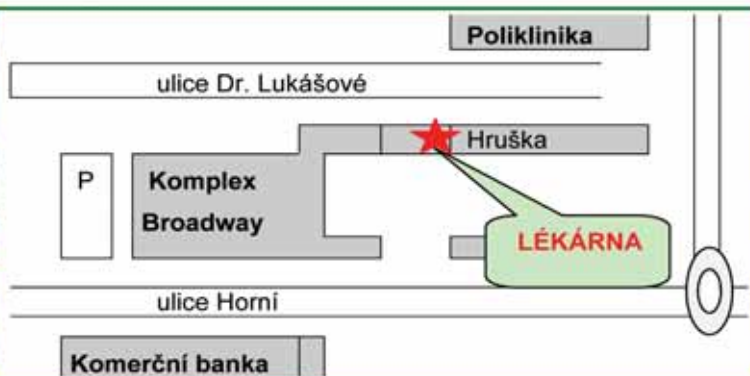 Poliklinika
ulice Dr. Lukášové
Hruška
P
Komplex
Broadway
LÉKÁRNA
ulice Horní
Komerční banka